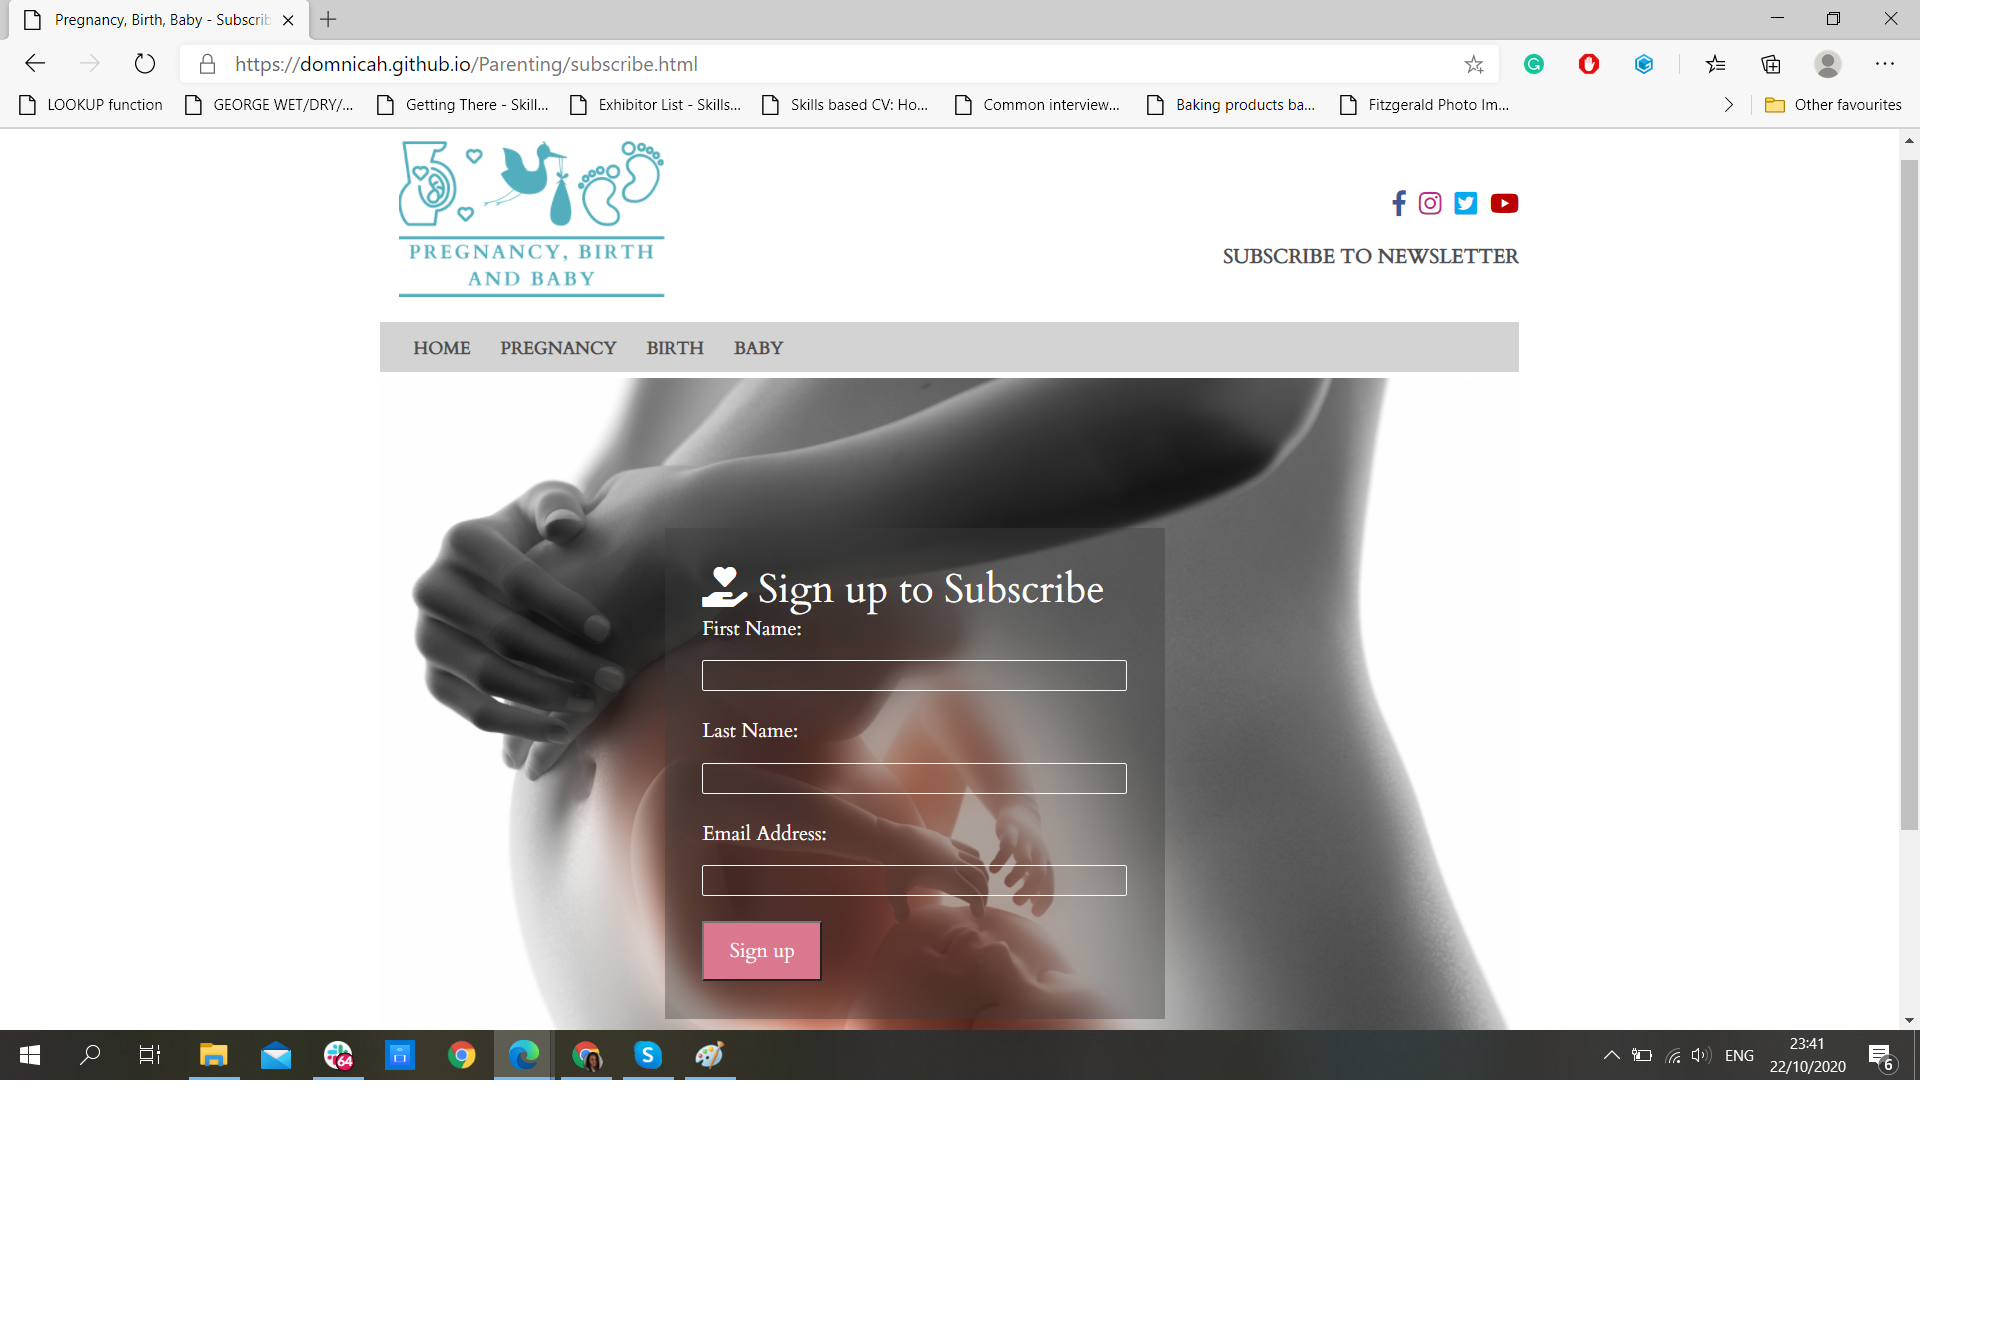 Pregnancy, Birth, Baby - Subscrib
https://domnicah.github.io/Parenting/subscribe.html
LOOKUP function
GEORGE WET/DRY/...
Getting There - Skill...
Exhibitor List - Skills...
Skills based CV: Ho...
Common interview...
Baking products ba...
Fitzgerald Photo Im...
Other favourites
PREGNANCY, BIRTH
AND BABY
SUBSCRIBE TO NEWSLETTER
HOME PREGNANCY BIRTH BABY
Sign up to Subscribe
First Name:
Last Name:
Email Address:
Sign up
64
S
ENG
23:41
22/10/2020
6